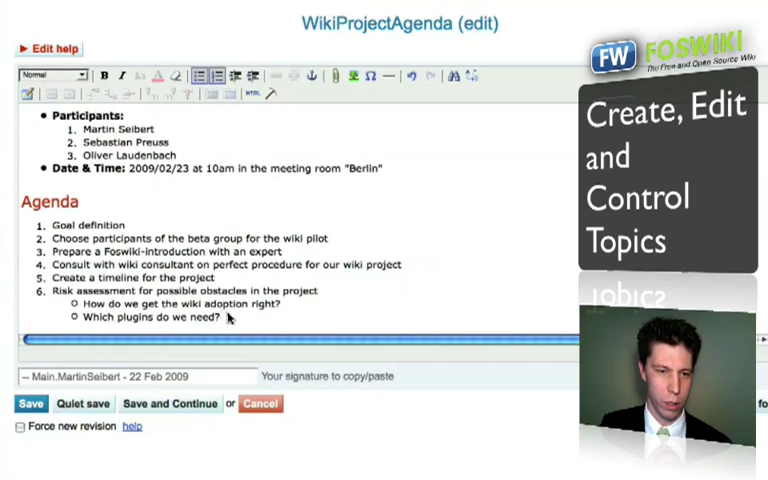 WikiProjectAgenda (edit)
Edit help
FW FOSWIKI
The Free and Open Source Wiki
Normal
B I Aa A
HTML
Create, Edit
and
Control
Topics
Participants:
1. Martin Seibert
2. Sebastian Preuss
3. Oliver Laudenbach
Date & Time: 2009/02/23 at 10am in the meeting room "Berlin"
Agenda
1. Goal definition
2. Choose participants of the beta group for the wiki pilot
3. Prepare a Foswiki-introduction with an expert
4. Consult with wiki consultant on perfect procedure for our wiki project
5. Create a timeline for the project
6. Risk assessment for possible obstacles in the project
How do we get the wiki adoption right?
Which plugins do we need?
-- Main.MartinSeibert - 22 Feb 2009 Your signature to copy/paste
Save Quiet save Save and Continue or Cancel
fo
Force new revision help